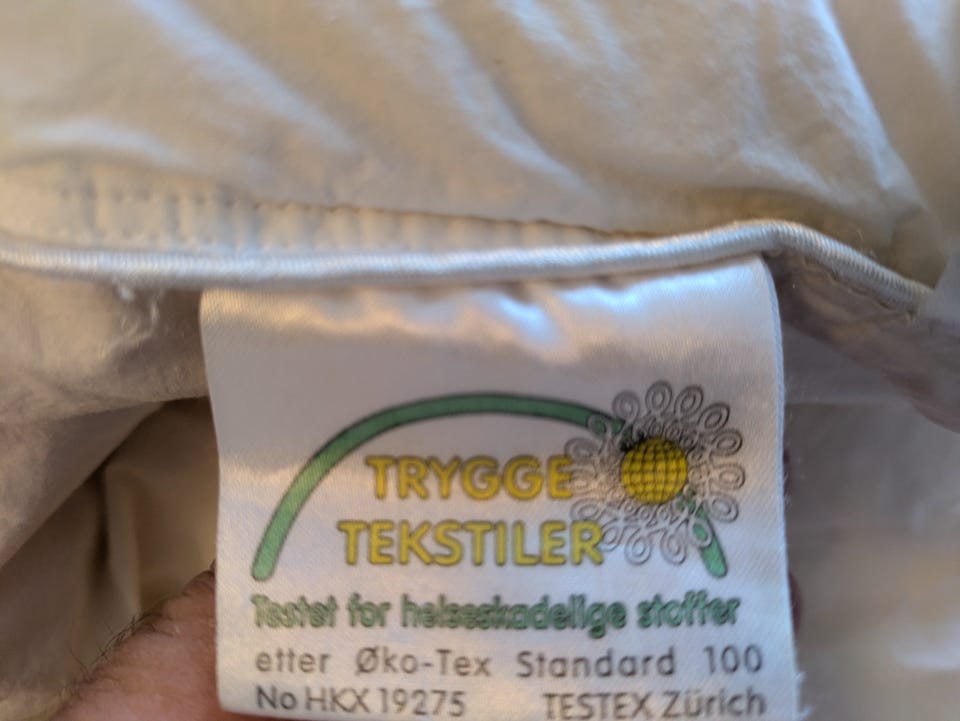 TRYGGE
TEKSTILER
Testet for helseskadelige stoffer
etter Øko-Tex Standard 100
No HKX 19275 TESTEX Zürich